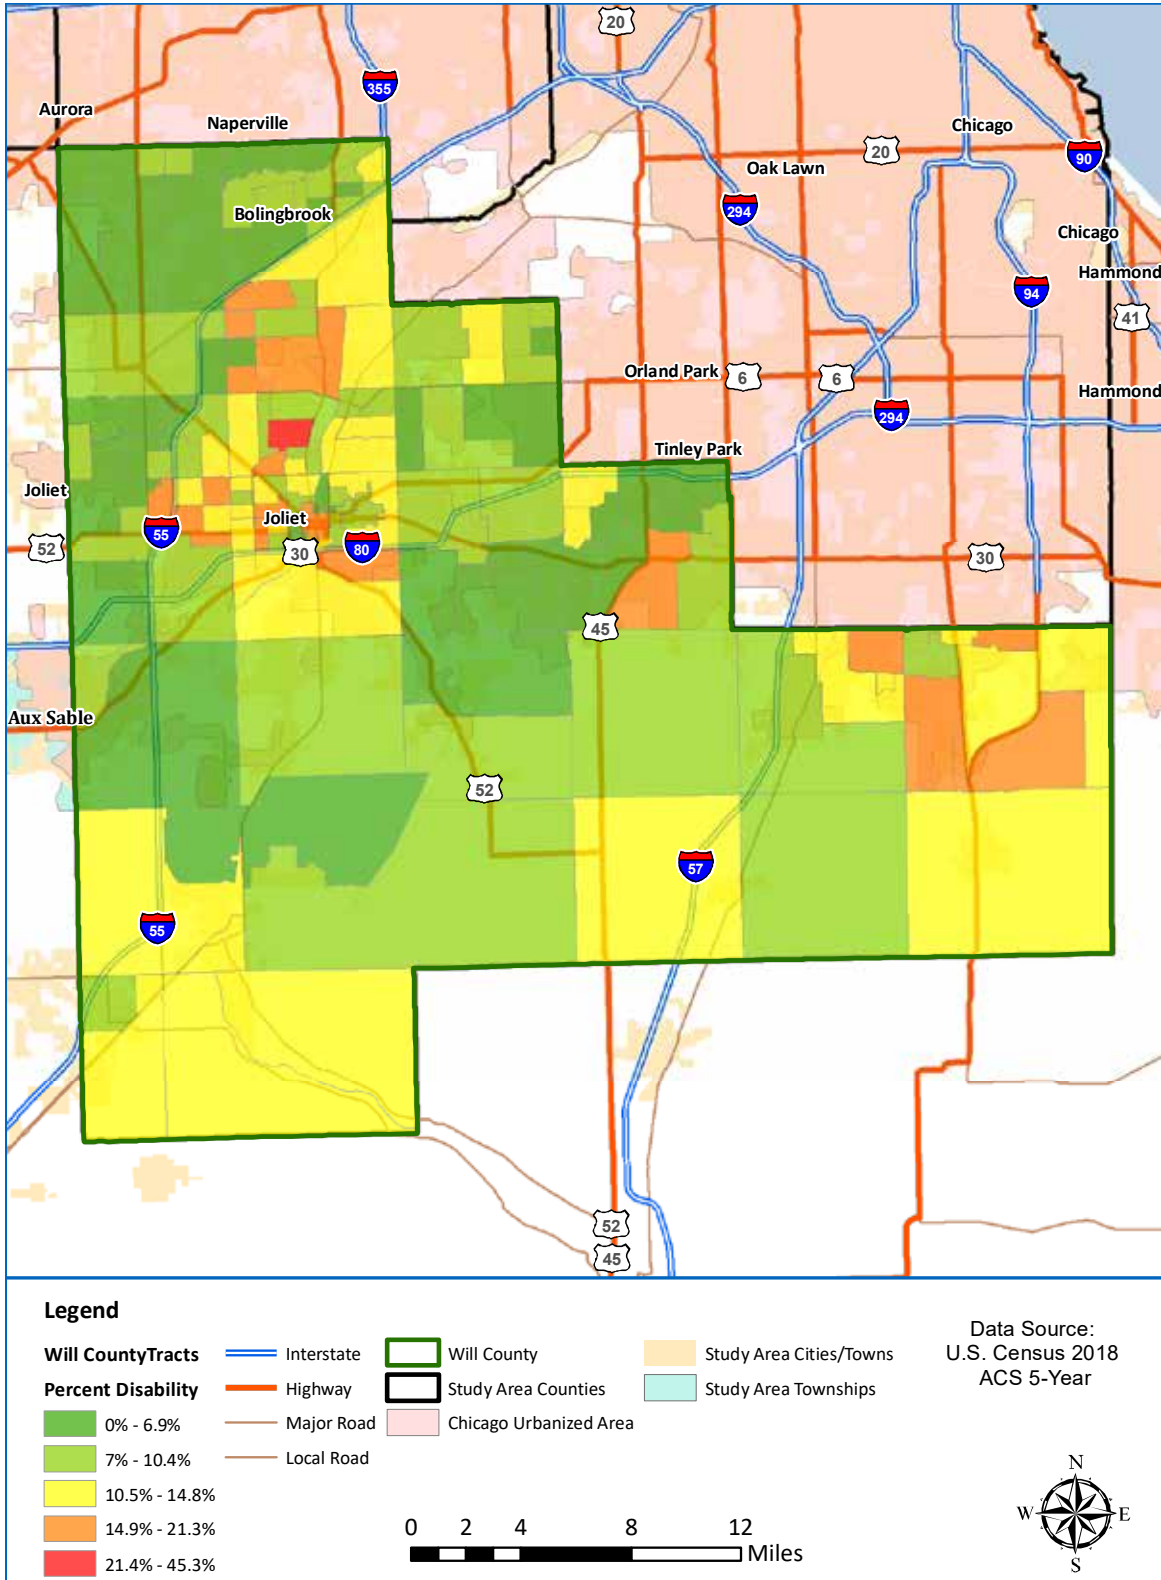 20
355
Aurora
Naperville
Chicago
20
90
Oak Lawn
294
Bolingbrook
Chicago
Hammond
94
41
Orland Park
6
6
Hammond
294
Tinley Park
Joliet
Joliet
55
52
30
80
30
45
Aux Sable
52
57
55
52
45
Legend
Will CountyTracts
Percent Disability
0% - 6.9%
7% - 10.4%
10.5% - 14.8%
14.9% - 21.3%
21.4% - 45.3%
Interstate
Highway
Major Road
Local Road
Will County
Study Area Counties
Chicago Urbanized Area
Study Area Cities/Towns
Study Area Townships
Data Source:
U.S. Census 2018
ACS 5-Year
0 2 4 8 12
Miles
N
W E
S